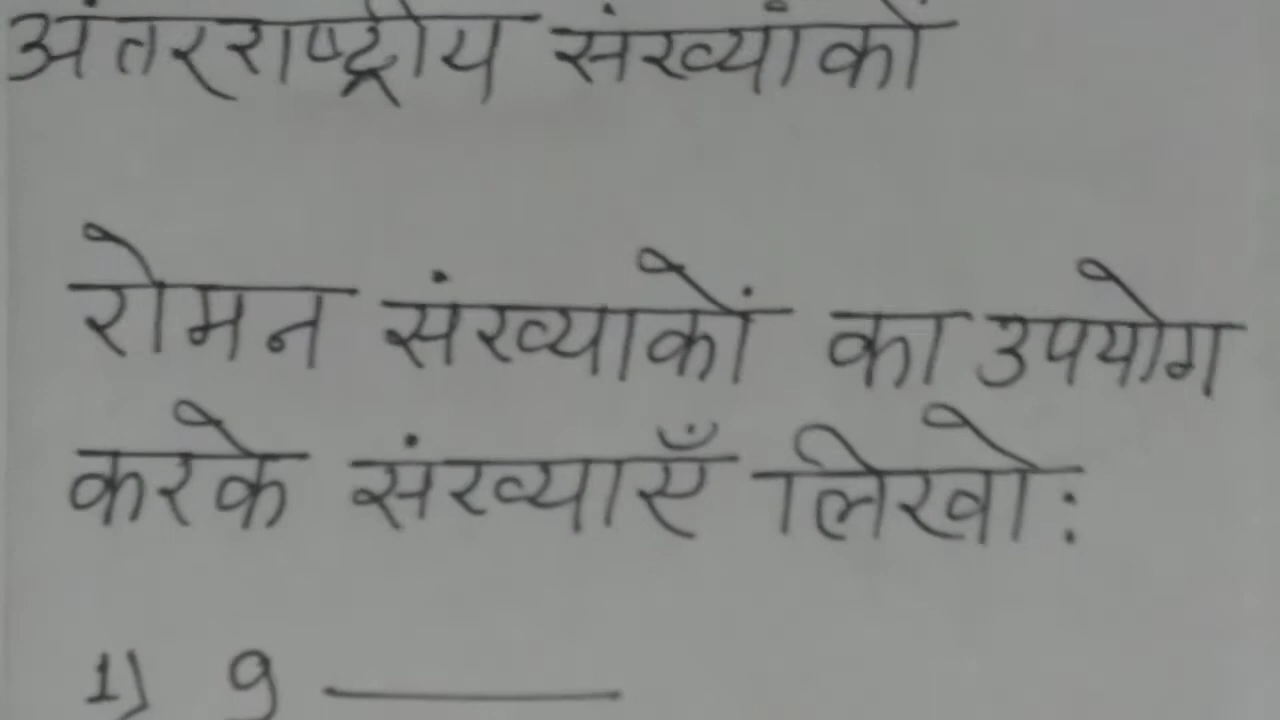 अंतरराष्ट्रीय संख्यांकों
रोमन संख्याकों का उपयोग
करके संख्याएँ लिखो:
1) 9